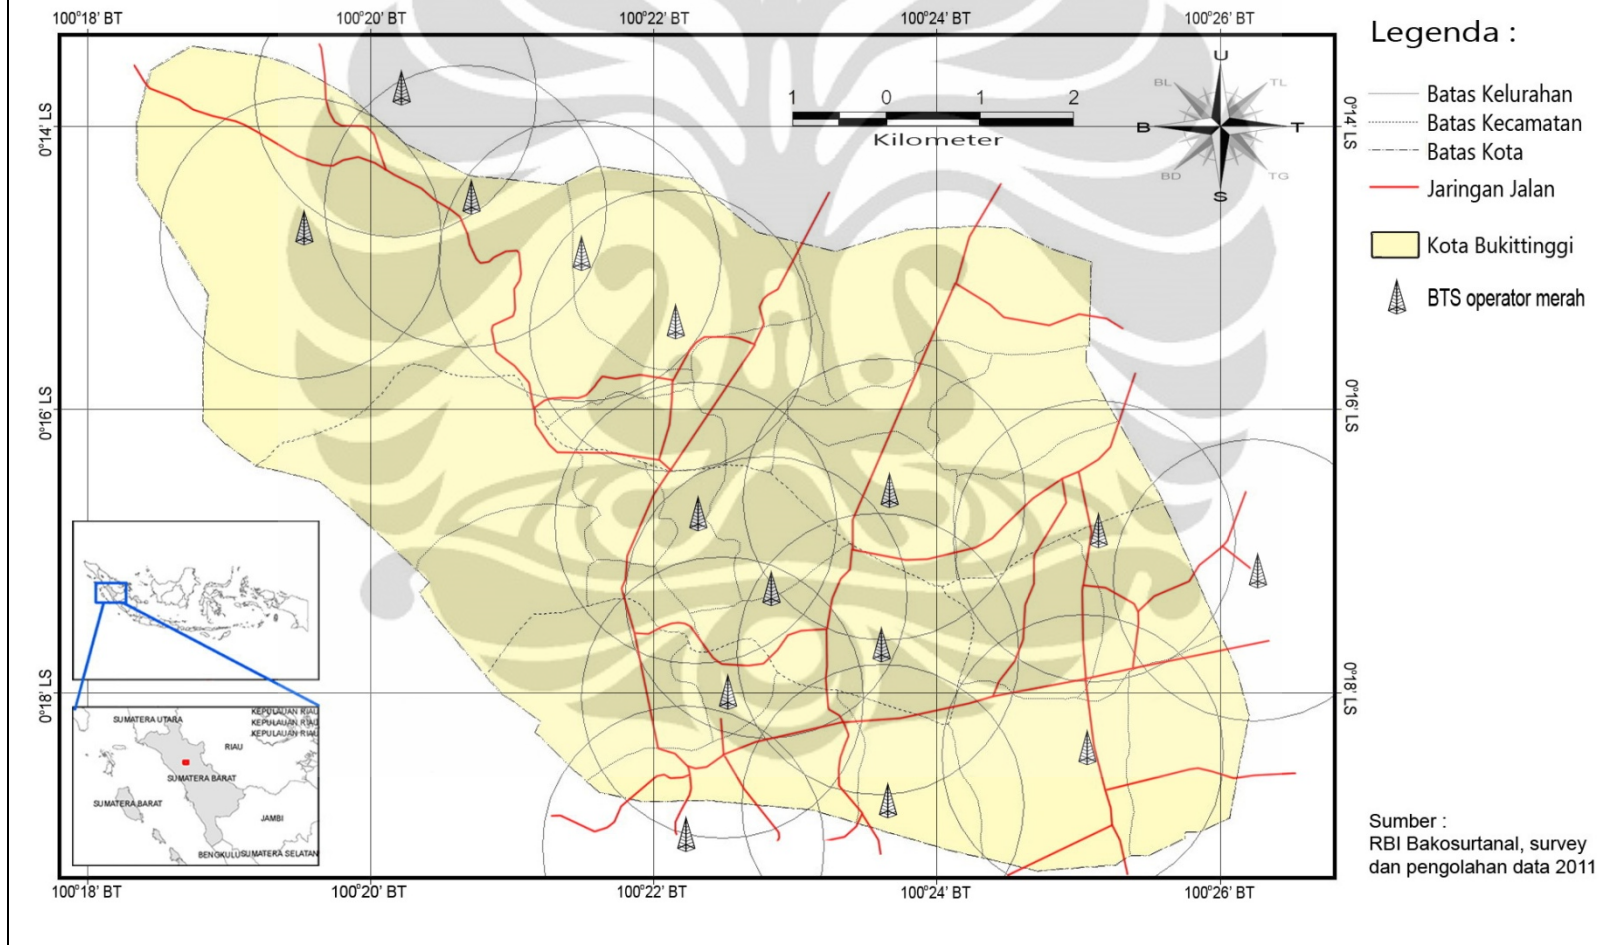 100°18' BT
100°20' BT
100°22' BT
100°24' BT
100°26' BT
Legenda :
U
BL
TL
B
T
BD
TG
S
1 0 1 2
Kilometer
0°14' LS
0°14' LS
Batas Kelurahan
Batas Kecamatan
Batas Kota
Jaringan Jalan
Kota Bukittinggi
BTS operator merah
0°16' LS
0°16' LS
0°18' LS
0°18' LS
SUMATERA UTARA
KEPULAUAN RIAU
KEPULAUAN RIAU
KEPULAUAN RIAU
RIAU
SUMATERA BARAT
SUMATERA BARAT
JAMBI
BENGKULU
SUMATERA SELATAN
Sumber :
RBI Bakosurtanal, survey
dan pengolahan data 2011
100°18' BT
100°20' BT
100°22' BT
100°24' BT
100°26' BT